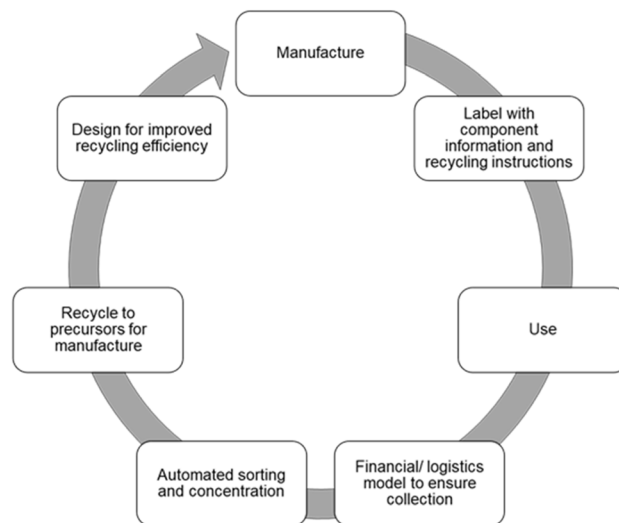 Manufacture
Label with
component
information and
recycling instructions
Use
Financial/ logistics
model to ensure
collection
Automated sorting
and concentration
Recycle to
precursors for
manufacture
Design for improved
recycling efficiency